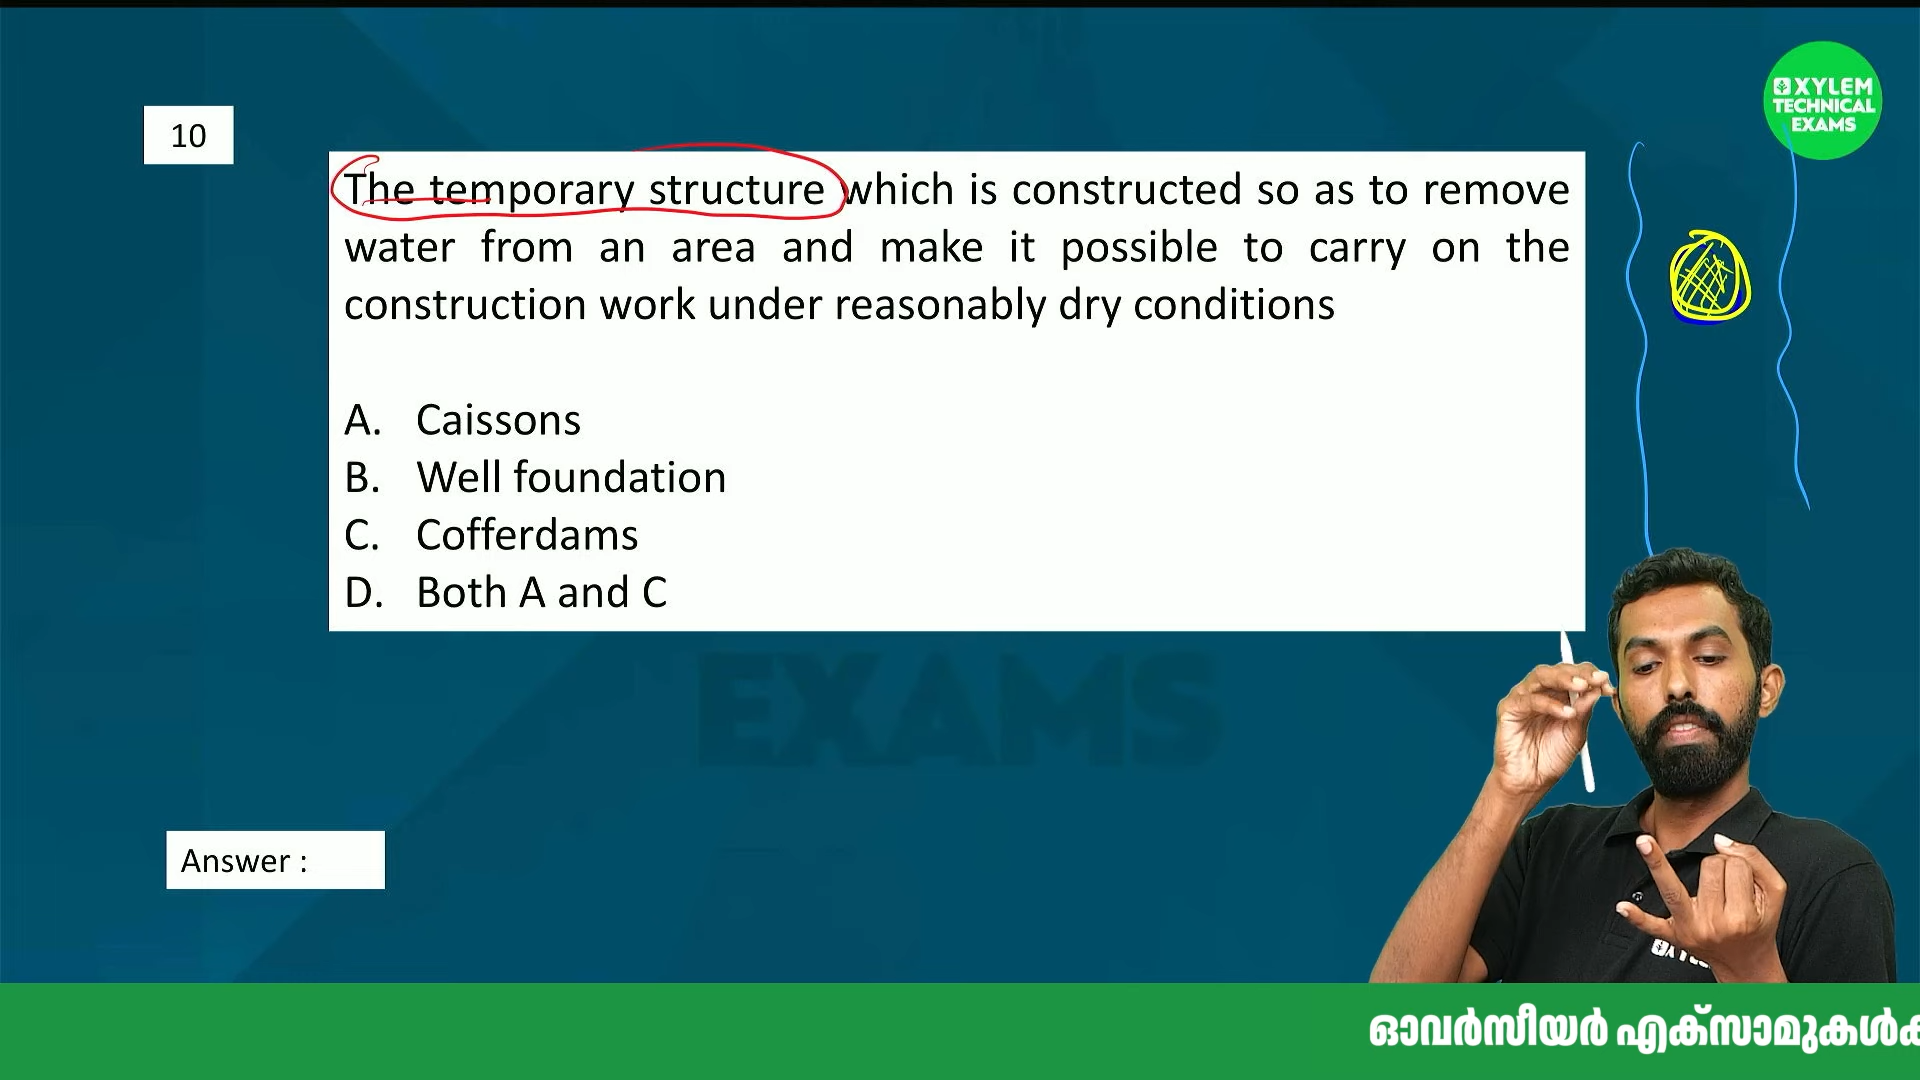 XYLEM
TECHNICAL
EXAMS
10
The temporary structure which is constructed so as to remove
water from an area and make it possible to carry on the
construction work under reasonably dry conditions
A. Caissons
B. Well foundation
C. Cofferdams
D. Both A and C
EXAMS
Answer :
ഓവർസീയർ എക്സാമുകൾക്